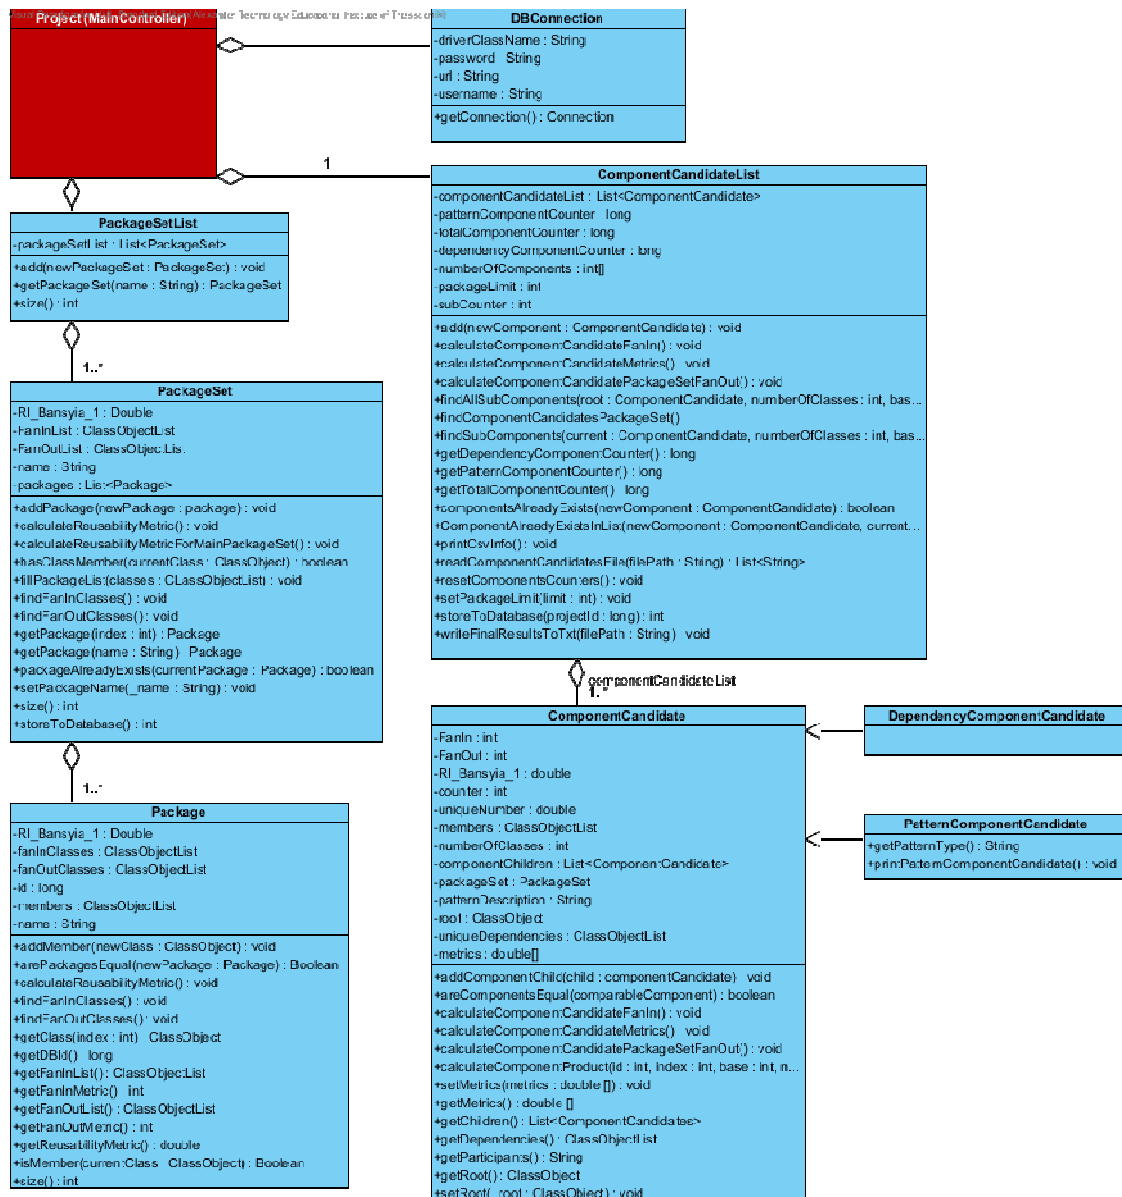 Project(MainController)
DBConnection
-driverClassName : String
-password : String
-url : String
-username : String
+getConnection() : Connection
1
ComponentCandidateList
-componentCandidateList : List<ComponentCandidate>
-patternComponentCounter : long
-totalComponentCounter : long
-dependencyComponentCounter : long
-numberOfComponents : int[]
-packageLimit : int
-subCounter : int
+add(newComponent : ComponentCandidate) : void
+calculateComponentCandidateFanIn() : void
+calculateComponentCandidateMetrics() : void
+calculateComponentCandidatePackageSetFanOut() : void
+findAllSubComponents(root : ComponentCandidate, numberOfClasses : int, bas...
+findComponentCandidatesPackageSet()
+findSubComponents(current : ComponentCandidate, numberOfClasses : int, bas...
+getDependencyComponentCounter() : long
+getPatternComponentCounter() : long
+getTotalComponentCounter() : long
+componentsAlreadyExists(newComponent : ComponentCandidate) : boolean
+ComponentAlreadyExistsInList(newComponent : ComponentCandidate, current...
+printCsvInfo() : void
+readComponentCandidatesFile(filePath : String) : List<String>
+resetComponentsCounters() : void
+setPackageLimit(limit : int) : void
+storeToDatabase(projectId : long) : int
+writeFinalResultsToTxt(filePath : String) : void
PackageSetList
-packageSetList : List<PackageSet>
+add(newPackageSet : PackageSet) : void
+getPackageSet(name : String) : PackageSet
+size() : int
1..*
PackageSet
-RI_Bansyia_1 : Double
-FanInList : ClassObjectList
-FamOutList : ClassObjectList
-name : String
-packages : List<Package>
+addPackage(newPackage : package) : void
+calculateReusabilityMetric() : void
+calculateReusabilityMetricForMainPackageSet() : void
+hasClassMember(currentClass : ClassObject) : boolean
+fillPackageList(classes : CLassObjectList) : void
+findFanInClasses() : void
+findFanOutClasses() : void
+getPackage(index : int) : Package
+getPackage(name : String) : Package
+packageAlreadyExists(currentPackage : Package) : boolean
+setPackageName(_name : String) : void
+size() : int
+storeToDatabase() : int
1..*
Package
-RI_Bansyia_1 : Double
-fanInClasses : ClassObjectList
-fanOutClasses : ClassObjectList
-id : long
-members : ClassObjectList
-name : String
+addMember(newClass : ClassObject) : void
+arePackagesEqual(newPackage : Package) : Boolean
+calculateReusabilityMetric() : void
+findFanInClasses() : void
+findFanOutClasses() : void
+getClass(index : int) : ClassObject
+getDBId() : long
+getFanInList() : ClassObjectList
+getFanInMetric() : int
+getFanOutList() : ClassObjectList
+getFanOutMetric() : int
+getReusabilityMetric() : double
+isMember(currentClass : ClassObject) : Boolean
+size() : int
componentCandidateList
1..*
ComponentCandidate
-FanIn : int
-FanOut : int
-RI_Bansyia_1 : double
-counter : int
-uniqueNumber : double
-members : ClassObjectList
-numberOfClasses : int
-componentChildren : List<ComponentCandidate>
-packageSet : PackageSet
-patternDescription : String
-root : ClassObject
-uniqueDependencies : ClassObjectList
-metrics : double[]
+addComponentChild(child : componentCandidate) : void
+areComponentsEqual(comparableComponent) : boolean
+calculateComponentCandidateFanIn() : void
+calculateComponentCandidateMetrics() : void
+calculateComponentCandidatePackageSetFanOut() : void
+calculateComponentProduct(id : int, index : int, base : int, n...
+setMetrics(metrics : double []) : void
+getMetrics() : double []
+getChildren() : List<ComponentCandidates>
+getDependencies() : ClassObjectList
+getParticipants() : String
+getRoot() : ClassObject
+setRoot(_root : ClassObject) : void
DependencyComponentCandidate
PatternComponentCandidate
+getPatternType() : String
+printPatternComponentCandidate() : void